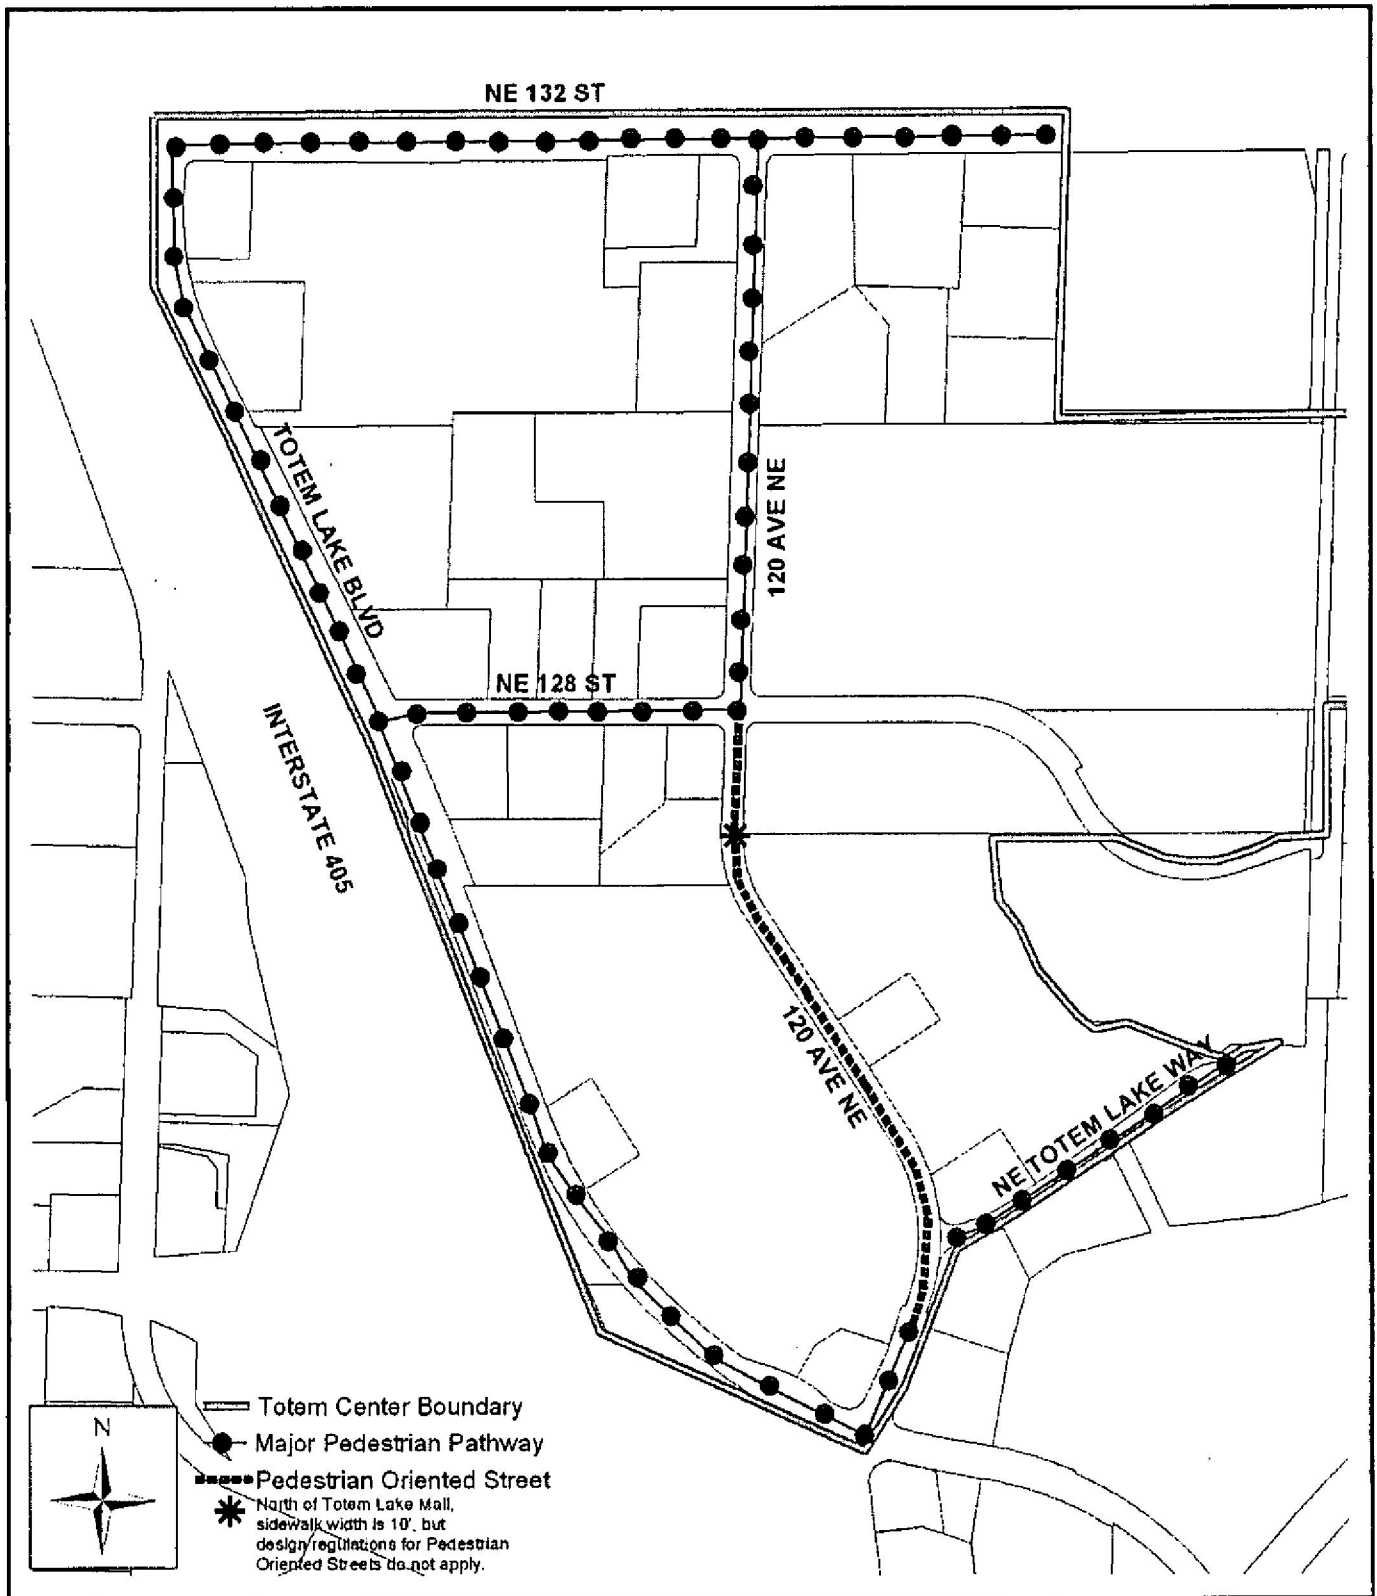 NE 132 ST
TOTEM LAKE BLVD
120 AVE NE
NE 128 ST
INTERSTATE 405
120 AVE NE
NE TOTEM LAKE WAY
N
Totem Center Boundary
Major Pedestrian Pathway
Pedestrian Oriented Street
North of Totem Lake Mall,
sidewalk width is 10', but
design regulations for Pedestrian
Oriented Streets do not apply.